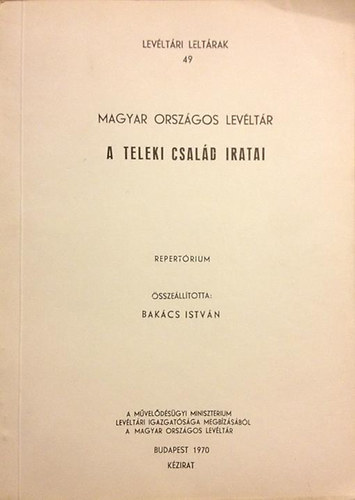 LEVÉLTÁRI LELTÁRAK
49
MAGYAR ORSZÁGOS LEVÉLTÁR
A TELEKI CSALÁD IRATAI
REPERTÓRIUM
ÖSSZEÁLLÍTOTTA:
BAKÁCS ISTVÁN
A MŰVELŐDÉSÜGYI MINISZTERIUM
LEVÉLTÁRI IGAZGATÓSÁGA MEGBÍZÁSÁBÓL
A MAGYAR ORSZÁGOS LEVÉLTÁR
BUDAPEST 1970
KÉZIRAT